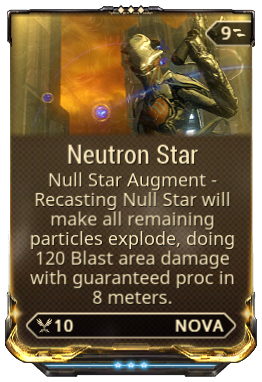 9
Neutron Star
Null Star Augment -
Recasting Null Star will
make all remaining
particles explode, doing
120 Blast area damage
with guaranteed proc in
8 meters.
10 NOVA